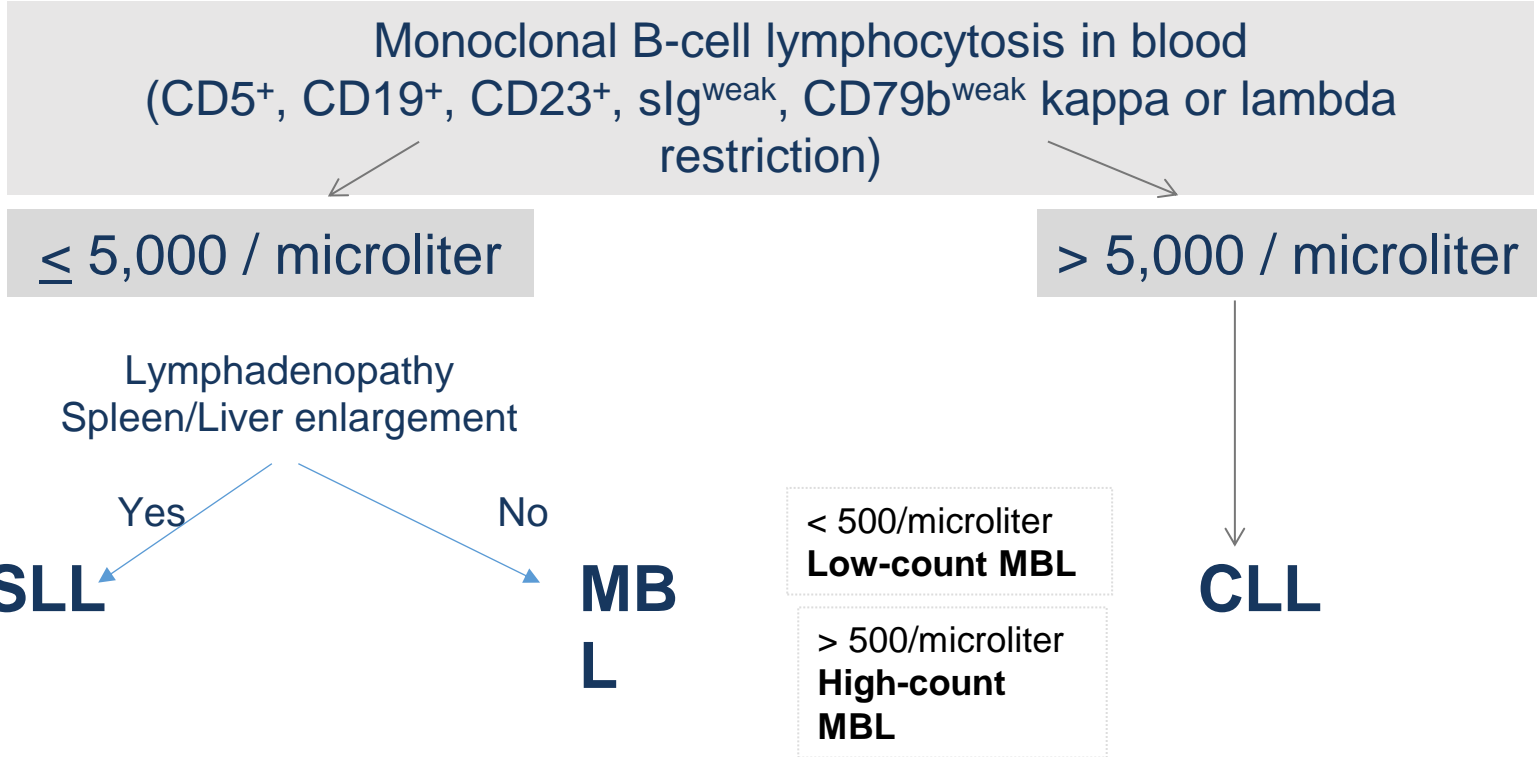 Monoclonal B-cell lymphocytosis in blood
(CD5⁺, CD19⁺, CD23⁺, sIgʷᵉᵃᵏ, CD79bʷᵉᵃᵏ kappa or lambda
restriction)
≤ 5,000 / microliter
> 5,000 / microliter
Lymphadenopathy
Spleen/Liver enlargement
Yes
No
SLL
MB
L
< 500/microliter
Low-count MBL
> 500/microliter
High-count
MBL
CLL